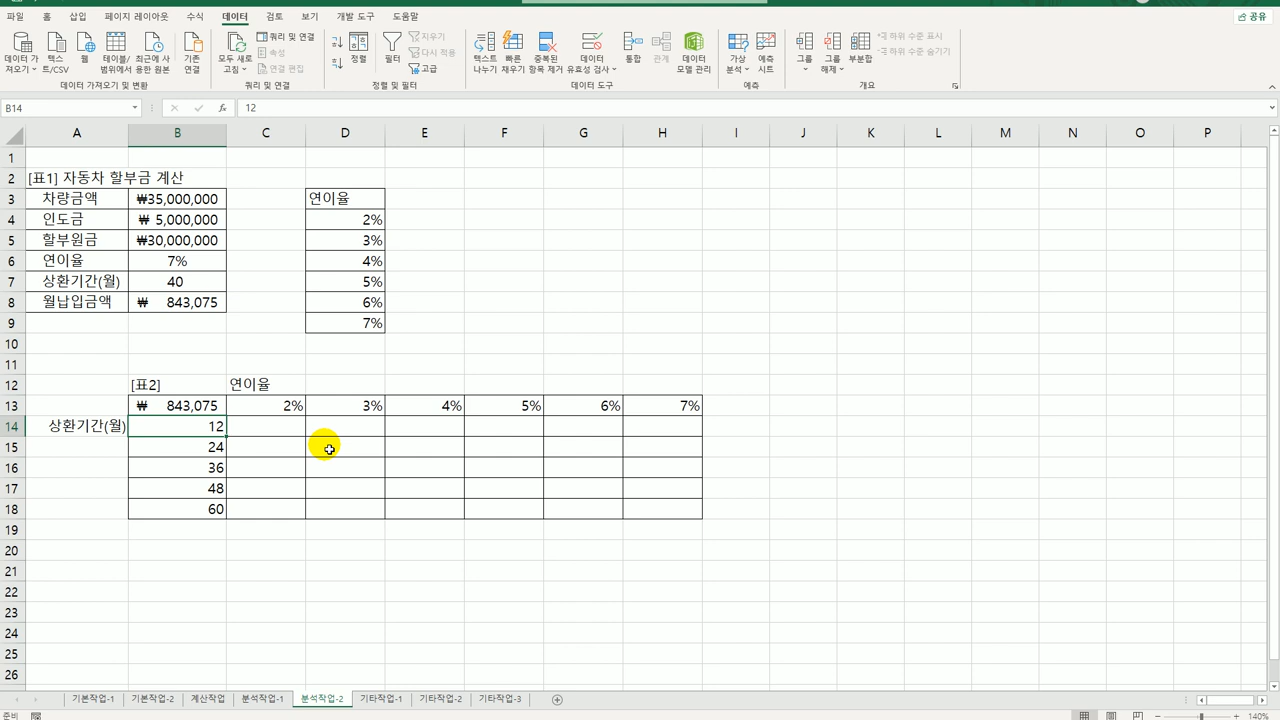 파일 홈 삽입 페이지 레이아웃 수식 데이터 검토 보기 개발 도구 도움말 공유
데이터 가져오기 텍스트/CSV 웹 테이블/범위에서 최근에 사용한 원본 기존 연결
모두 새로 고침 쿼리 및 연결 속성 연결 편집
정렬 필터 지우기 다시 적용 고급
텍스트 나누기 빠른 채우기 중복된 항목 제거 데이터 유효성 검사 통합 관계 데이터 모델 관리
가상 분석 예측 시트 그룹 그룹 해제 부분합 하위 수준 표시 하위 수준 숨기기
데이터 가져오기 및 변환 쿼리 및 연결 정렬 및 필터 데이터 도구 예측 개요
B14 fx 12
A B C D E F G H I J K L M N O P
1
2 [표1] 자동차 할부금 계산
3 차량금액 ₩35,000,000 연이율
4 인도금 ₩ 5,000,000 2%
5 할부원금 ₩30,000,000 3%
6 연이율 7% 4%
7 상환기간(월) 40 5%
8 월납입금액 ₩ 843,075 6%
9 7%
10
11
12 [표2] 연이율
13 ₩ 843,075 2% 3% 4% 5% 6% 7%
14 상환기간(월) 12
15 24
16 36
17 48
18 60
19
20
21
22
23
24
25
26
기본작업-1 기본작업-2 계산작업 분석작업-1 분석작업-2 기타작업-1 기타작업-2 기타작업-3
준비 140%